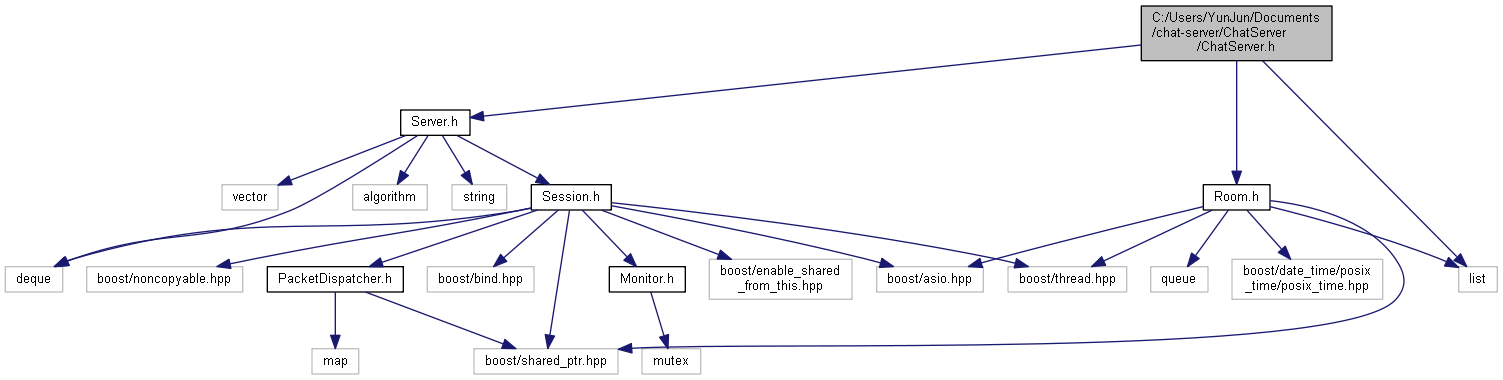 C:/Users/YunJun/Documents
/chat-server/ChatServer
/ChatServer.h
Server.h
vector
algorithm
string
Session.h
Room.h
deque
boost/noncopyable.hpp
PacketDispatcher.h
boost/bind.hpp
Monitor.h
boost/enable_shared
_from_this.hpp
boost/asio.hpp
boost/thread.hpp
queue
boost/date_time/posix
_time/posix_time.hpp
list
map
boost/shared_ptr.hpp
mutex